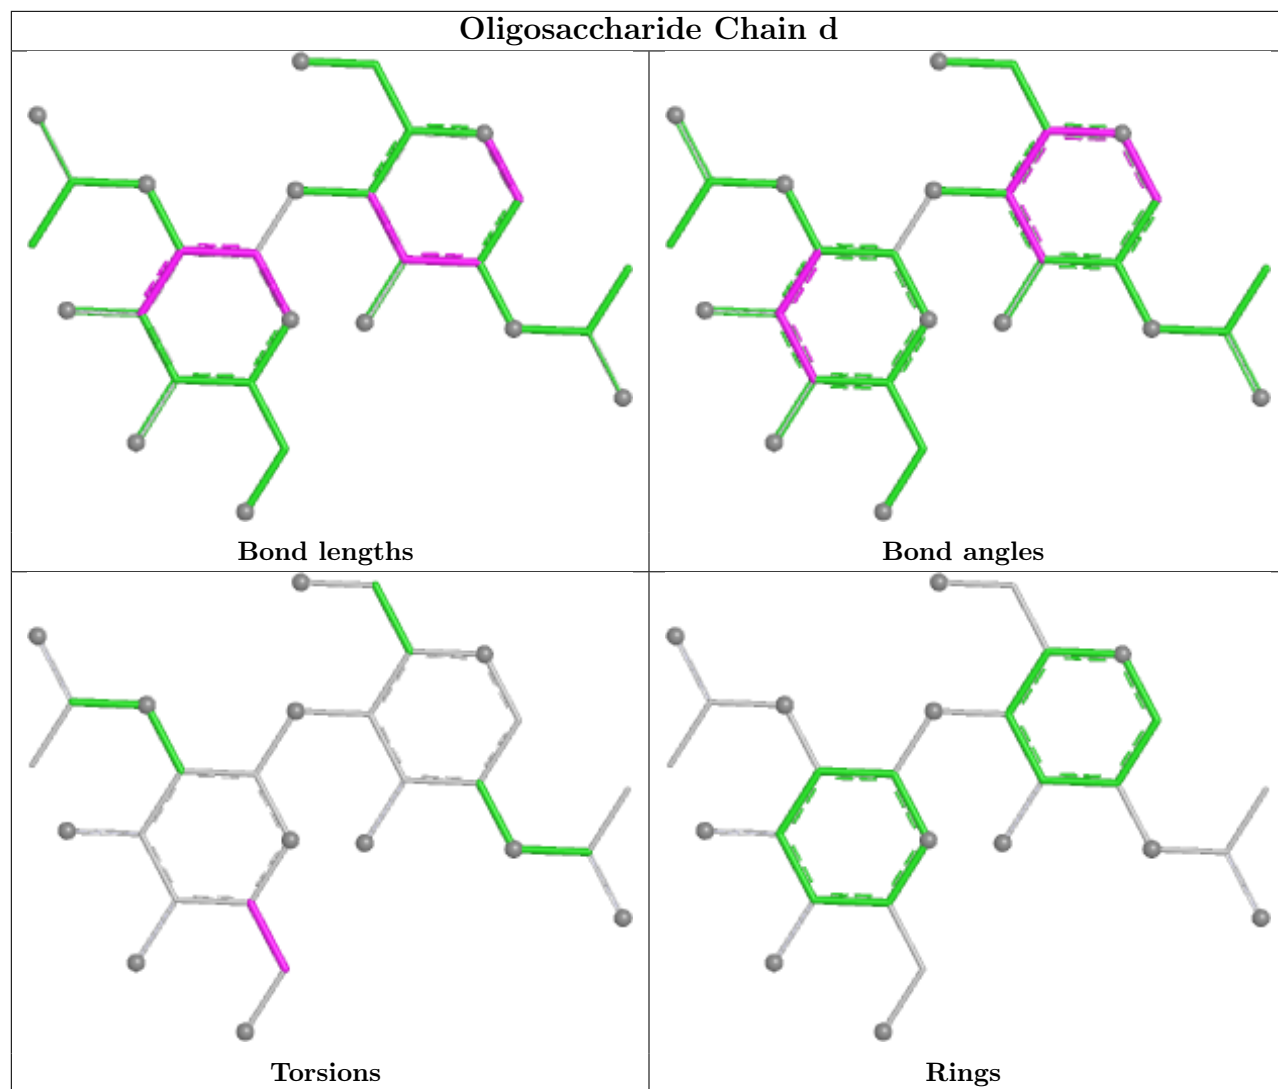 Oligosaccharide Chain d
Bond lengths
Bond angles
Torsions
Rings